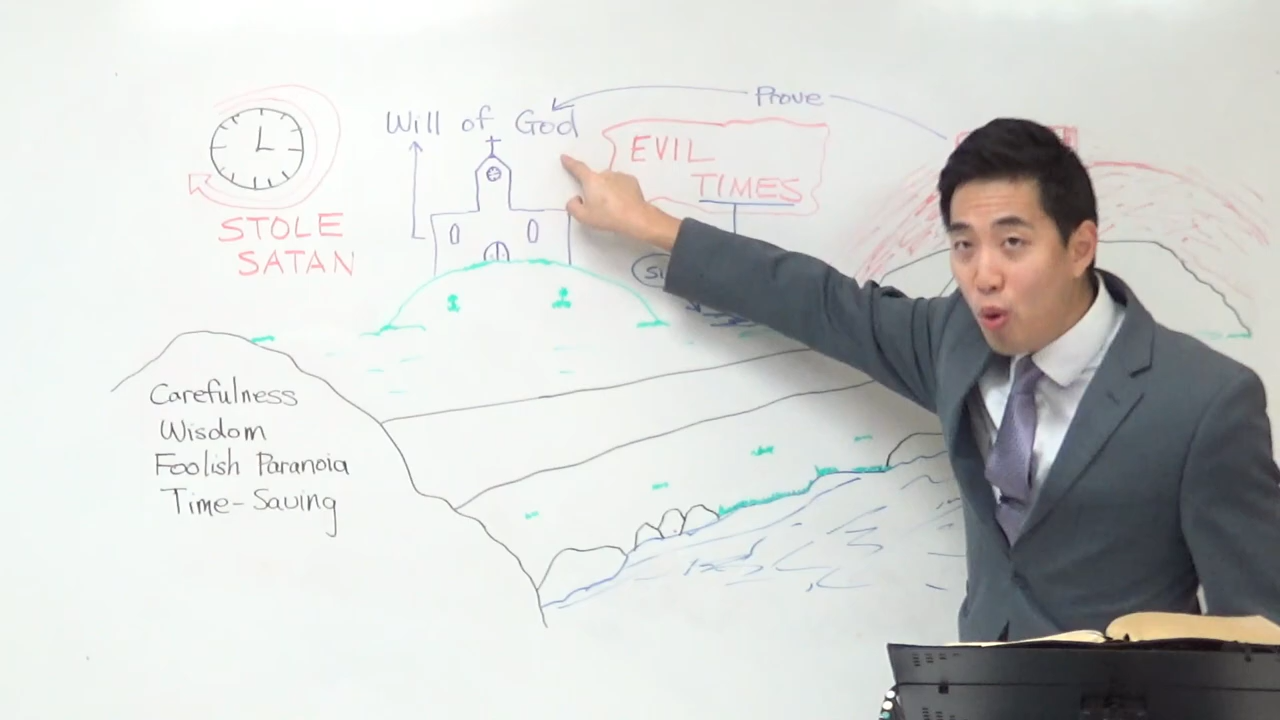 Prove
Will of God
EVIL
TIMES
STOLE
SATAN
Carefulness
Wisdom
Foolish Paranoia
Time-Saving